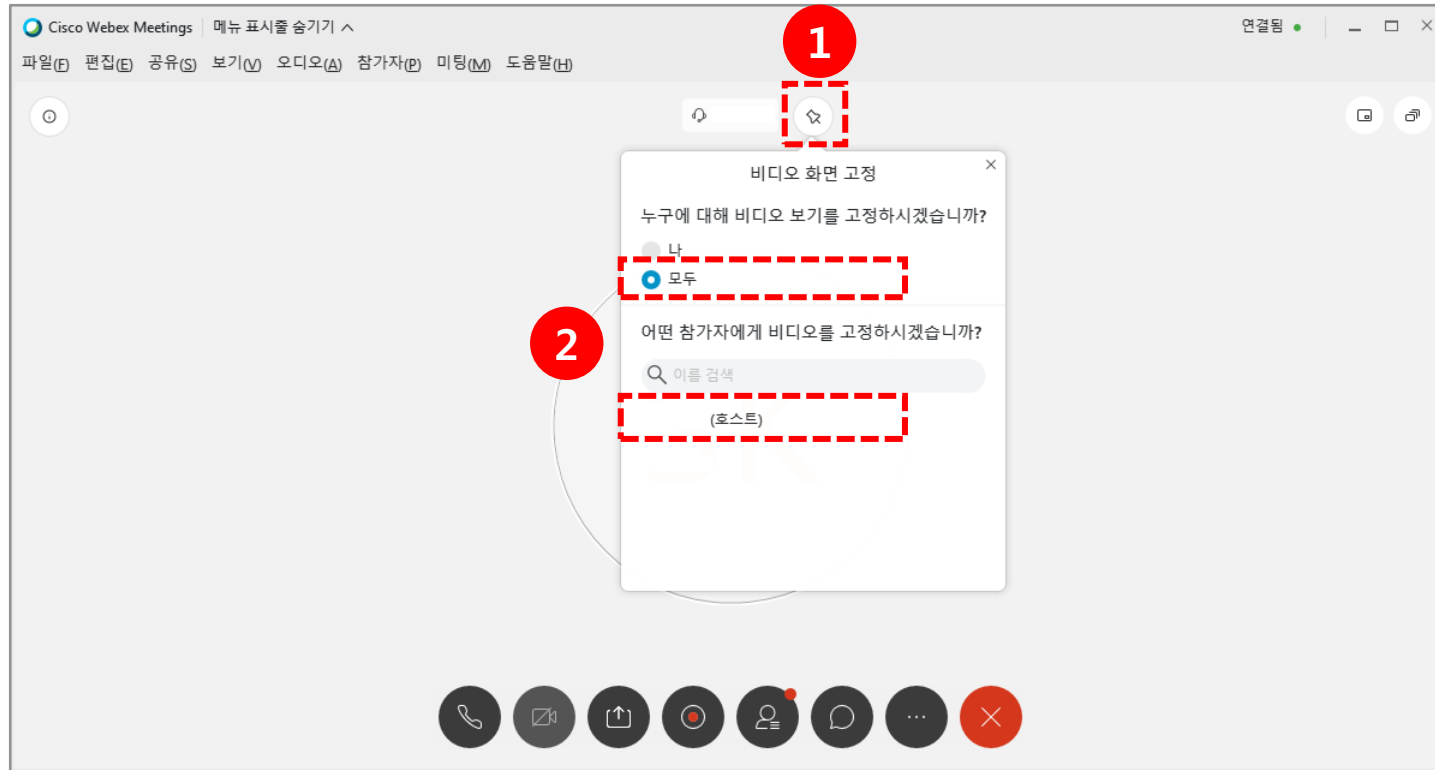 Cisco Webex Meetings 메뉴 표시줄 숨기기
연결됨
파일(F) 편집(E) 공유(S) 보기(V) 오디오(A) 참가자(P) 미팅(M) 도움말(H)
1
비디오 화면 고정
누구에 대해 비디오 보기를 고정하시겠습니까?
나
모두
2
어떤 참가자에게 비디오를 고정하시겠습니까?
이름 검색
(호스트)